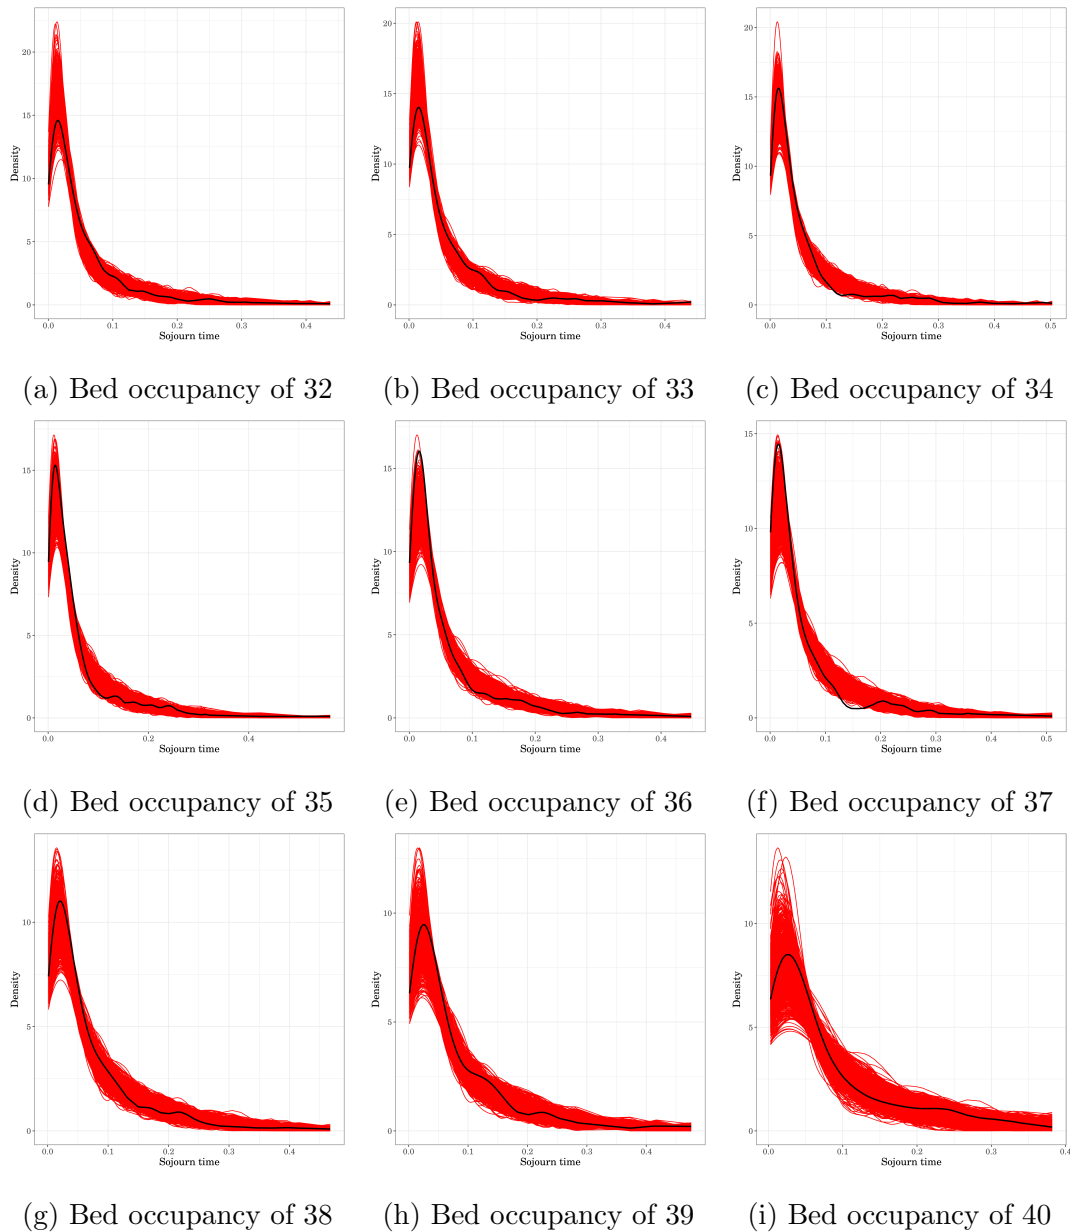 20
15
10
5
0
Density
0.0 0.1 0.2 0.3 0.4
Sojourn time
(a) Bed occupancy of 32
20
15
10
5
0
Density
0.0 0.1 0.2 0.3 0.4
Sojourn time
(b) Bed occupancy of 33
20
15
10
5
0
Density
0.0 0.1 0.2 0.3 0.4 0.5
Sojourn time
(c) Bed occupancy of 34
15
10
5
0
Density
0.0 0.2 0.4
Sojourn time
(d) Bed occupancy of 35
15
10
5
0
Density
0.0 0.1 0.2 0.3 0.4
Sojourn time
(e) Bed occupancy of 36
15
10
5
0
Density
0.0 0.1 0.2 0.3 0.4 0.5
Sojourn time
(f) Bed occupancy of 37
10
5
0
Density
0.0 0.1 0.2 0.3 0.4
Sojourn time
(g) Bed occupancy of 38
10
5
0
Density
0.0 0.1 0.2 0.3 0.4
Sojourn time
(h) Bed occupancy of 39
10
5
0
Density
0.0 0.1 0.2 0.3 0.4
Sojourn time
(i) Bed occupancy of 40